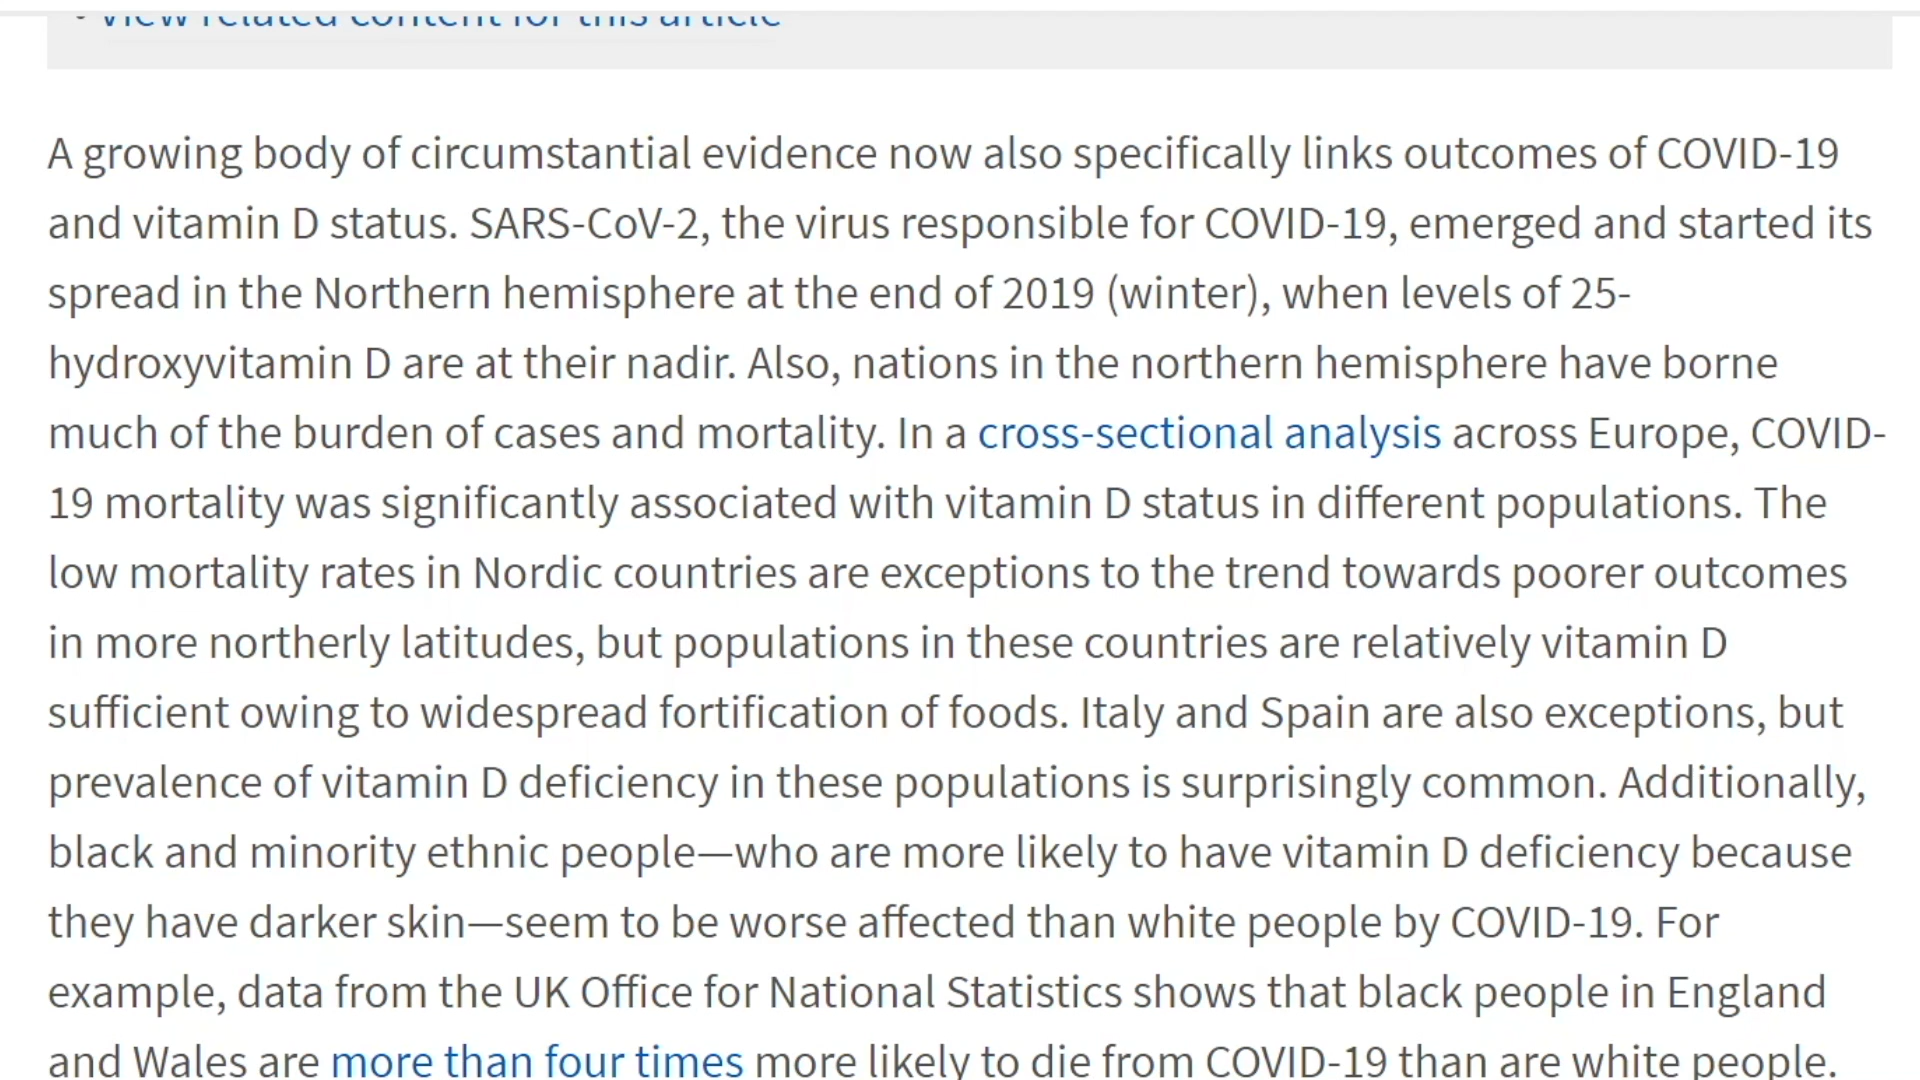 • View related content for this article
A growing body of circumstantial evidence now also specifically links outcomes of COVID-19
and vitamin D status. SARS-CoV-2, the virus responsible for COVID-19, emerged and started its
spread in the Northern hemisphere at the end of 2019 (winter), when levels of 25-
hydroxyvitamin D are at their nadir. Also, nations in the northern hemisphere have borne
much of the burden of cases and mortality. In a cross-sectional analysis across Europe, COVID-
19 mortality was significantly associated with vitamin D status in different populations. The
low mortality rates in Nordic countries are exceptions to the trend towards poorer outcomes
in more northerly latitudes, but populations in these countries are relatively vitamin D
sufficient owing to widespread fortification of foods. Italy and Spain are also exceptions, but
prevalence of vitamin D deficiency in these populations is surprisingly common. Additionally,
black and minority ethnic people—who are more likely to have vitamin D deficiency because
they have darker skin—seem to be worse affected than white people by COVID-19. For
example, data from the UK Office for National Statistics shows that black people in England
and Wales are more than four times more likely to die from COVID-19 than are white people.